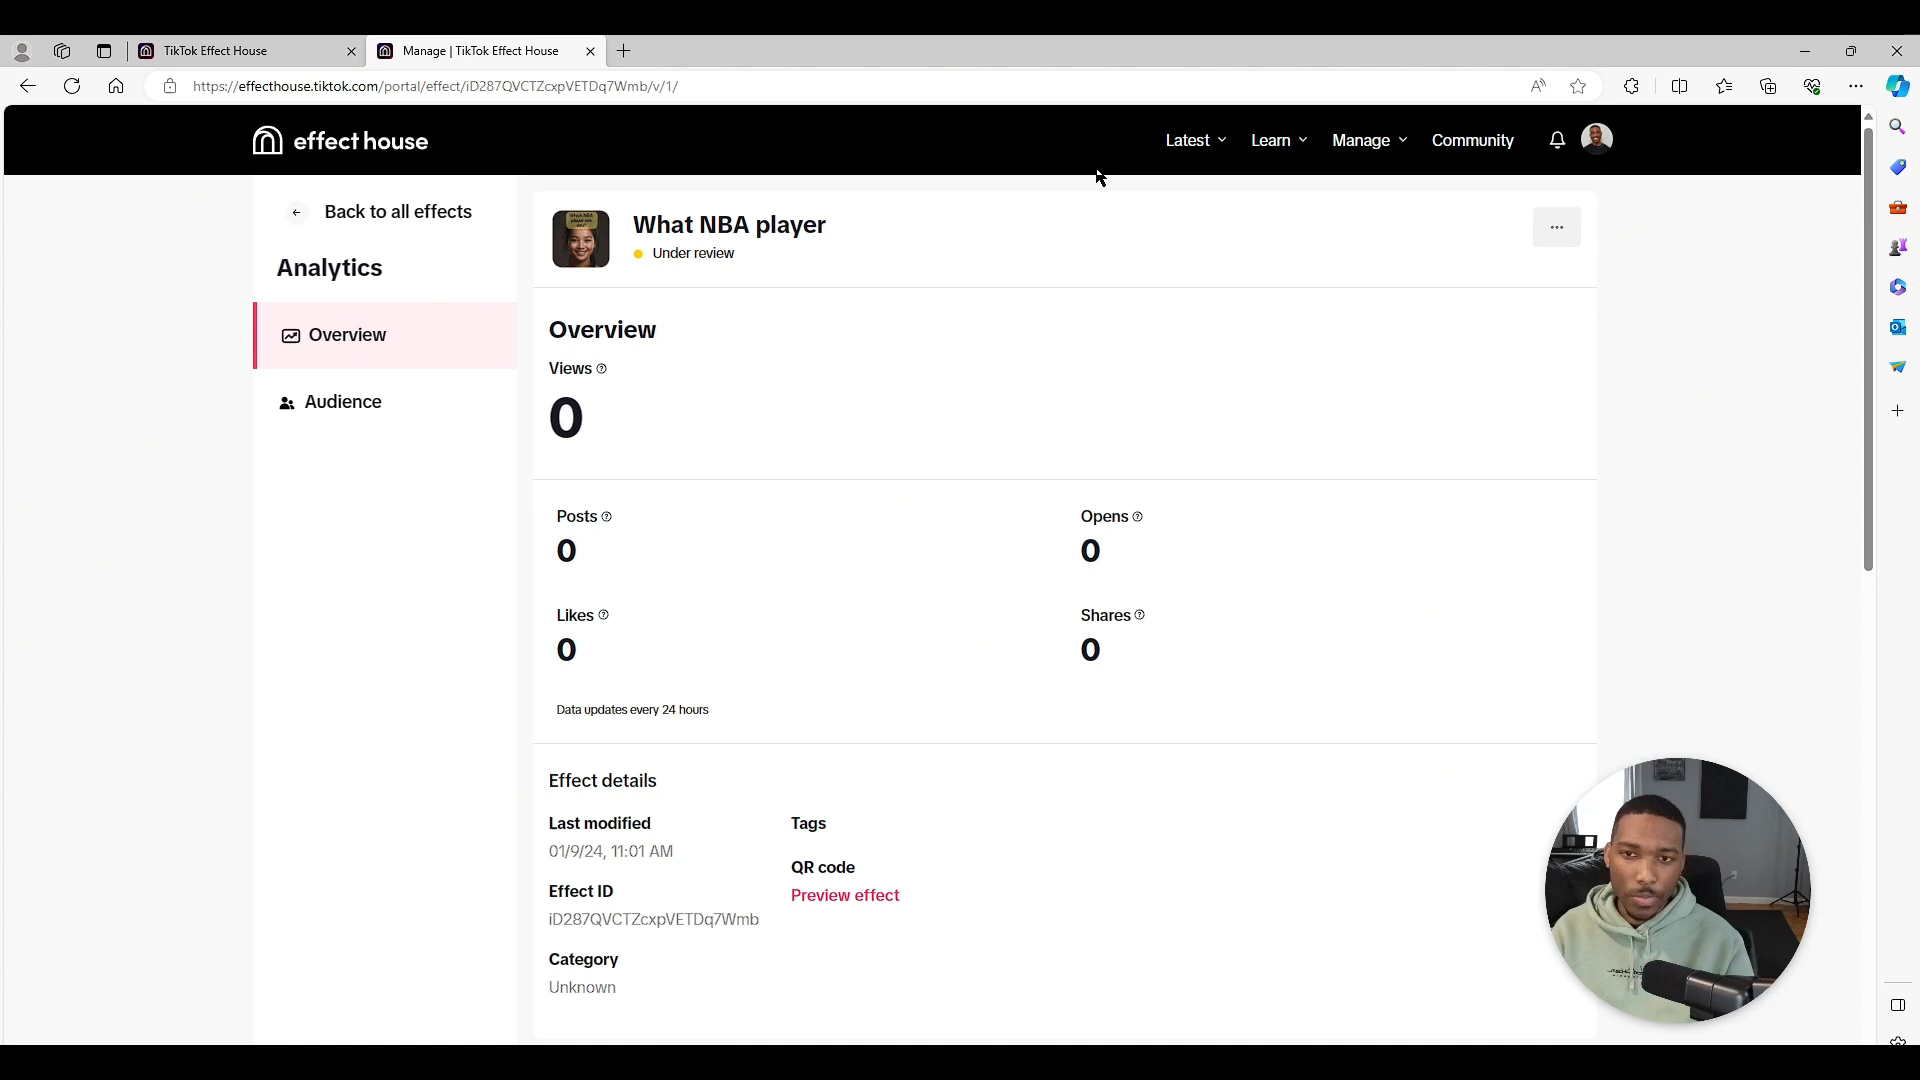 TikTok Effect House
Manage | TikTok Effect House
https://effecthouse.tiktok.com/portal/effect/iD287QVCTZcxpVETDq7Wmb/v/1/
effect house
Latest
Learn
Manage
Community
Back to all effects
Analytics
Overview
Audience
What NBA player
Under review
Overview
Views
0
Posts
0
Opens
0
Likes
0
Shares
0
Data updates every 24 hours
Effect details
Last modified
01/9/24, 11:01 AM
Effect ID
iD287QVCTZcxpVETDq7Wmb
Category
Unknown
Tags
QR code
Preview effect